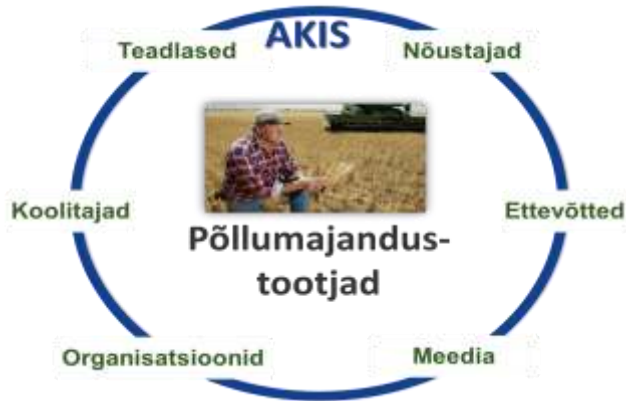 AKIS
Teadlased
Nõustajad
Koolitajad
Ettevõtted
Põllumajandus-
tootjad
Organisatsioonid
Meedia